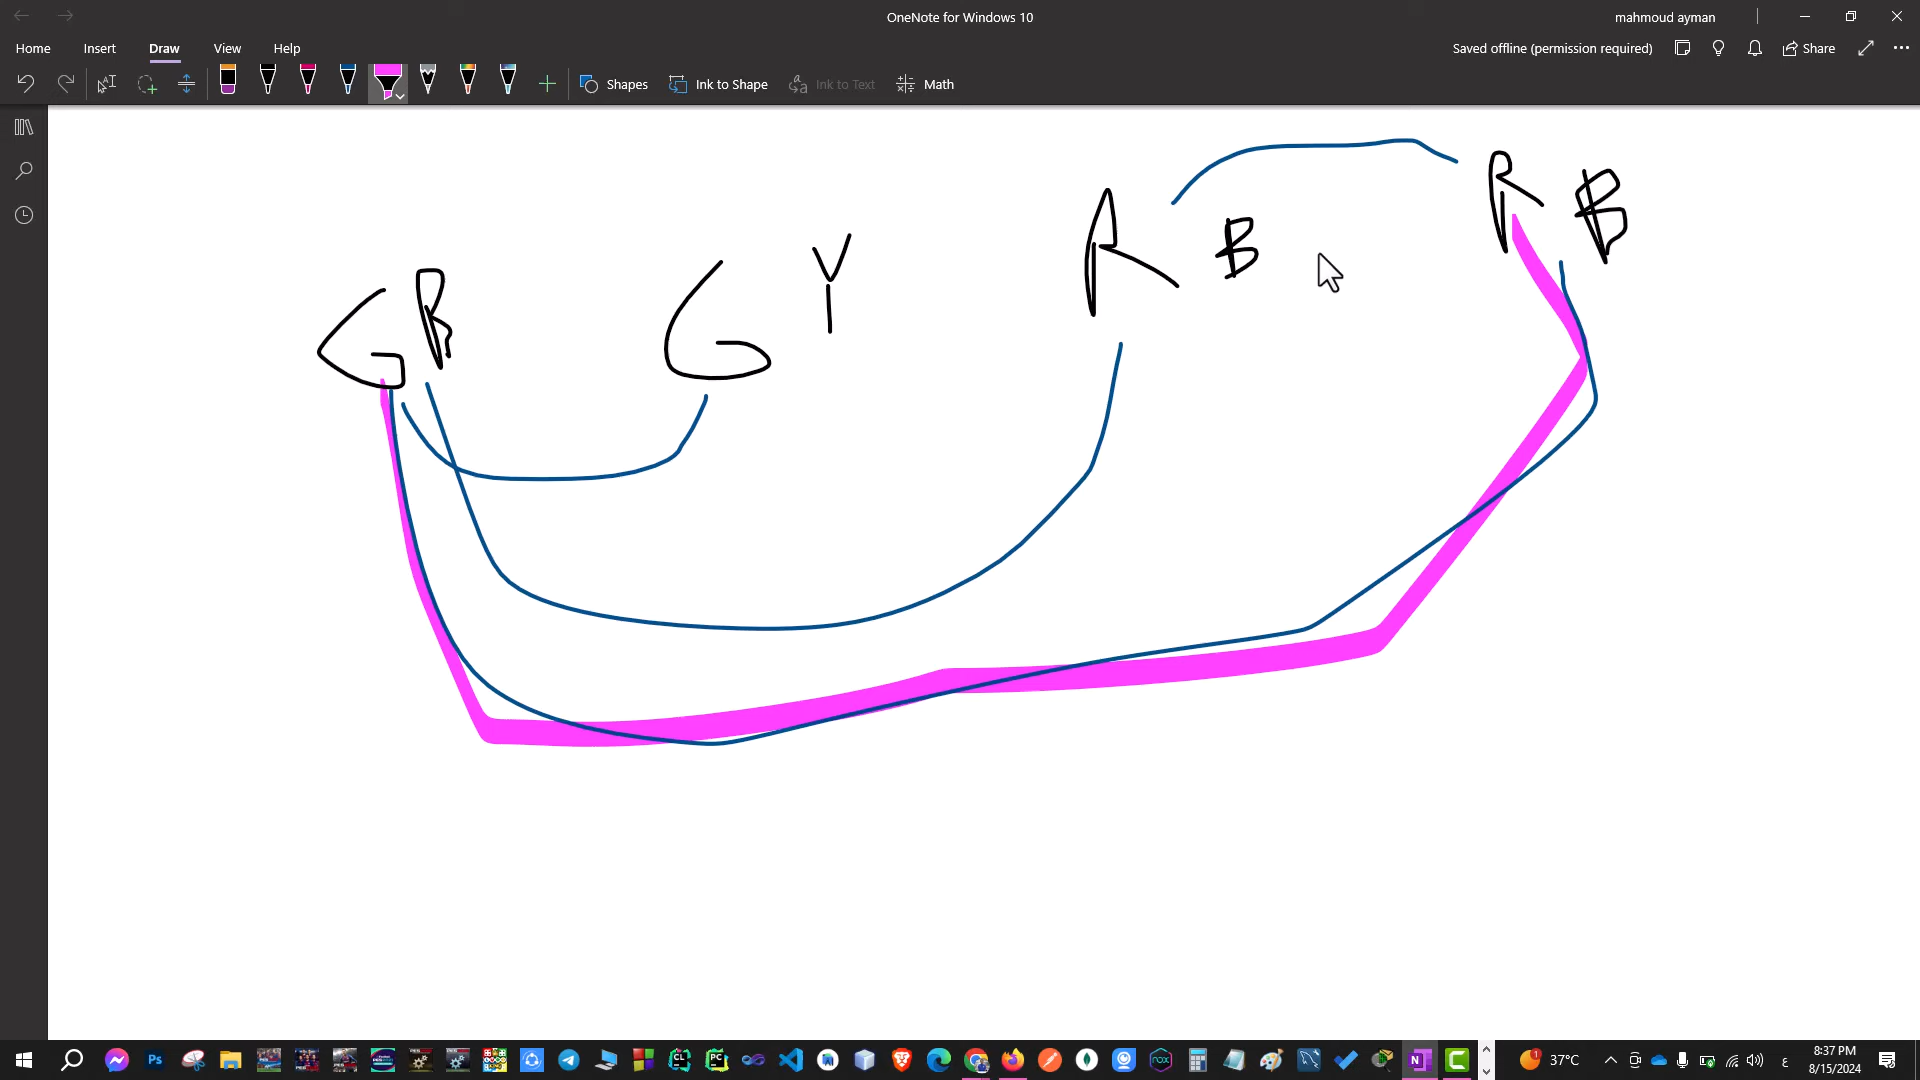 OneNote for Windows 10
mahmoud ayman
Home Insert Draw View Help
Saved offline (permission required)
Share
Shapes
Ink to Shape
Ink to Text
Math
G R G Y R B R B
37°C
ع
8:37 PM
8/15/2024